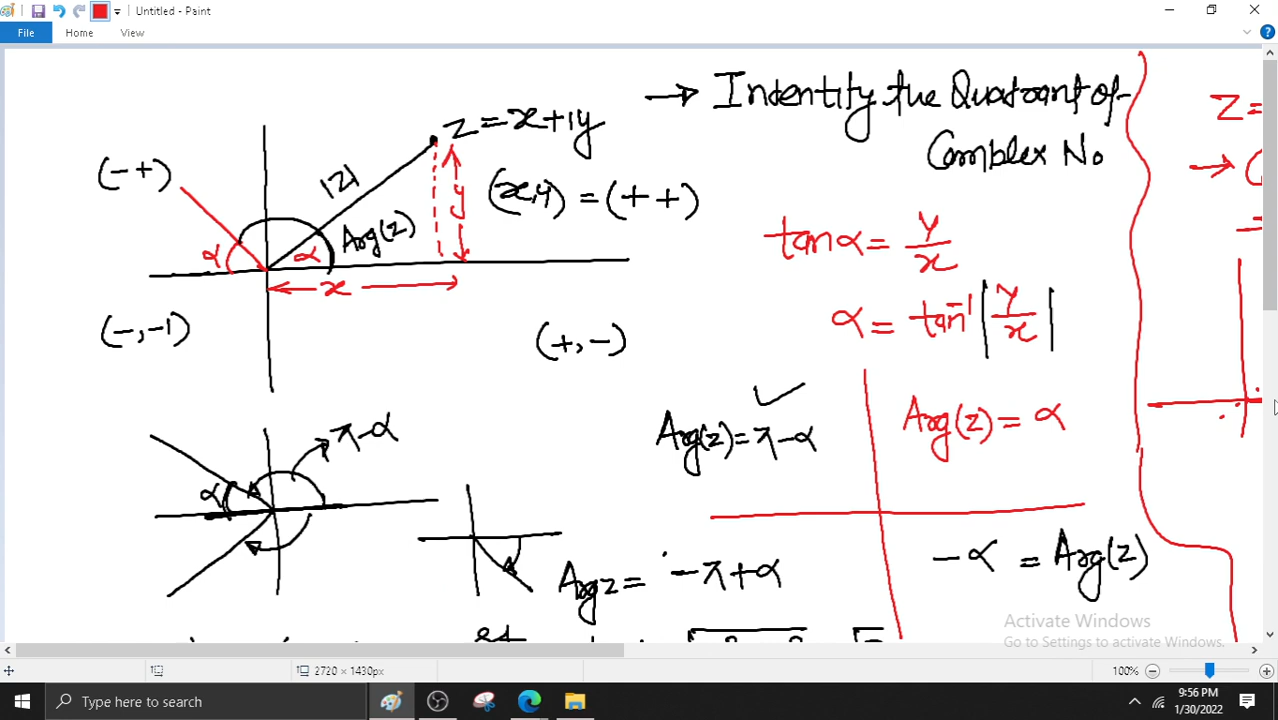 Untitled - Paint
File Home View
→ Indentify the Quadrant of
Complex No
z = x+iy
(-+)
|z|
y
(x,y) = (+ +)
Arg(z)
α
α
x
tanα = y/x
α = tan⁻¹|y/x|
(-,-1)
(+,-)
z=
→ (
=
π-α
α
Arg(z) = π-α
Arg(z) = α
Argz = -π+α
-α = Arg(z)
Activate Windows
Go to Settings to activate Windows.
2720 × 1430px
100%
Type here to search
9:56 PM
1/30/2022